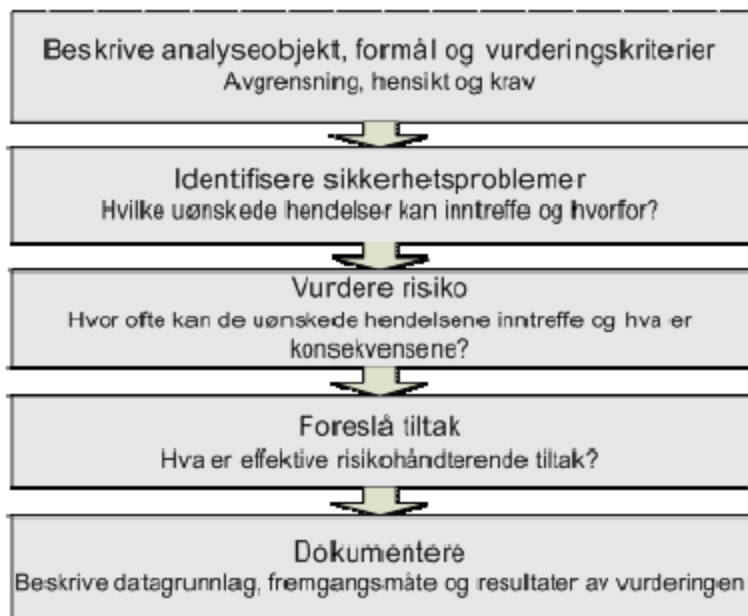 Beskrive analyseobjekt, formål og vurderingskriterier
Avgrensning, hensikt og krav
Identifisere sikkerhetsproblemer
Hvilke uønskede hendelser kan inntreffe og hvorfor?
Vurdere risiko
Hvor ofte kan de uønskede hendelsene inntreffe og hva er
konsekvensene?
Foreslå tiltak
Hva er effektive risikohåndterende tiltak?
Dokumentere
Beskrive datagrunnlag, fremgangsmåte og resultater av vurderingen